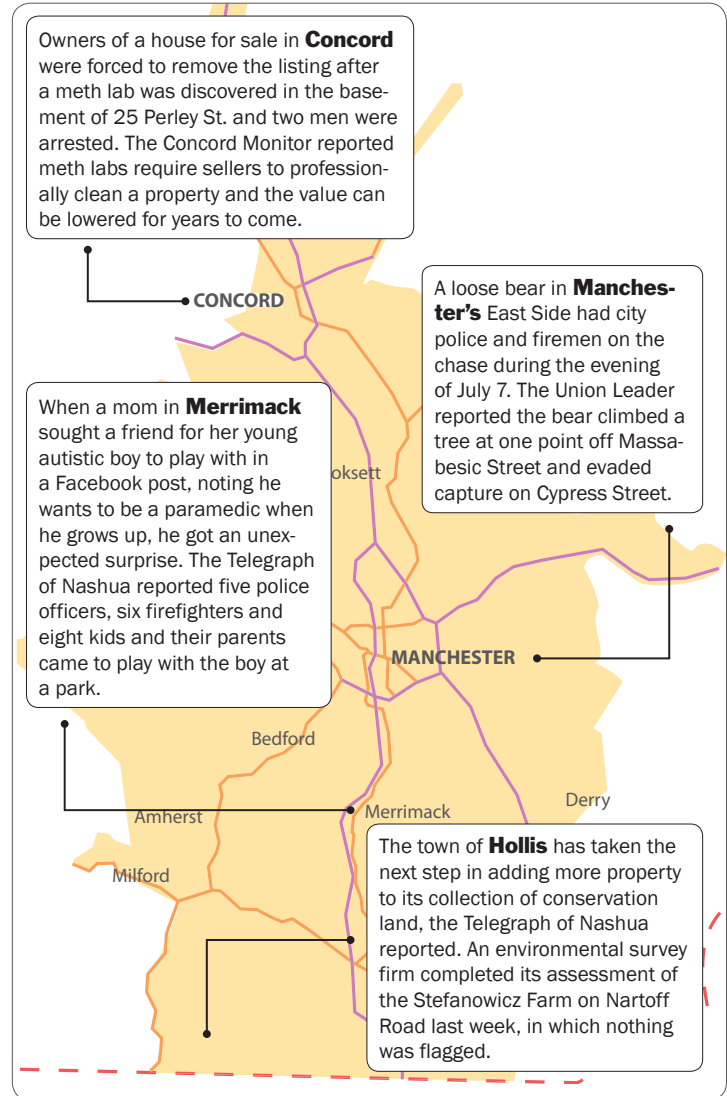 Owners of a house for sale in Concord
were forced to remove the listing after
a meth lab was discovered in the base-
ment of 25 Perley St. and two men were
arrested. The Concord Monitor reported
meth labs require sellers to profession-
ally clean a property and the value can
be lowered for years to come.
CONCORD
A loose bear in Manches-
ter's East Side had city
police and firemen on the
chase during the evening
of July 7. The Union Leader
reported the bear climbed a
tree at one point off Massa-
besic Street and evaded
capture on Cypress Street.
When a mom in Merrimack
sought a friend for her young
autistic boy to play with in
a Facebook post, noting he
wants to be a paramedic when
he grows up, he got an unex-
pected surprise. The Telegraph
of Nashua reported five police
officers, six firefighters and
eight kids and their parents
came to play with the boy at
a park.
oksett
MANCHESTER
Bedford
Amherst
Merrimack
Derry
Milford
The town of Hollis has taken the
next step in adding more property
to its collection of conservation
land, the Telegraph of Nashua
reported. An environmental survey
firm completed its assessment of
the Stefanowicz Farm on Nartoff
Road last week, in which nothing
was flagged.